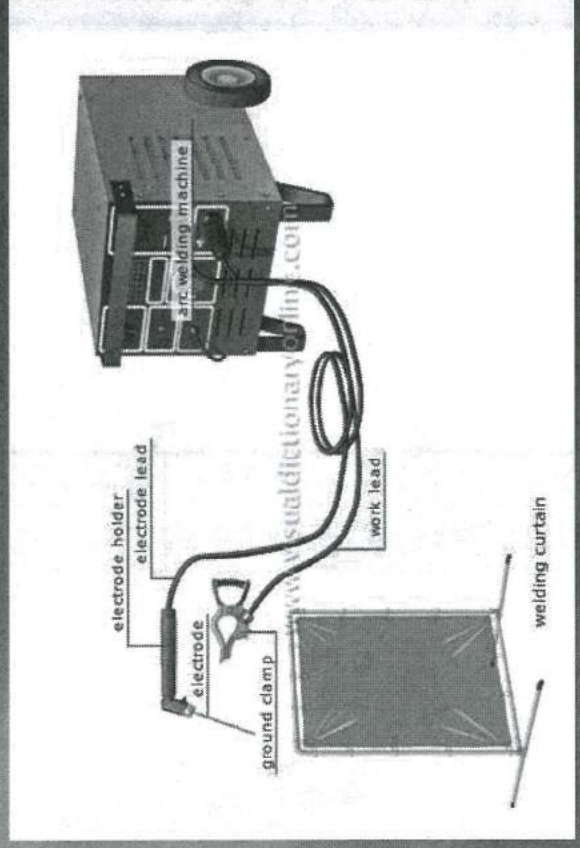 arc welding machine
electrode holder
electrode lead
electrode
ground clamp
work lead
welding curtain
www.visualdictionaryonline.com